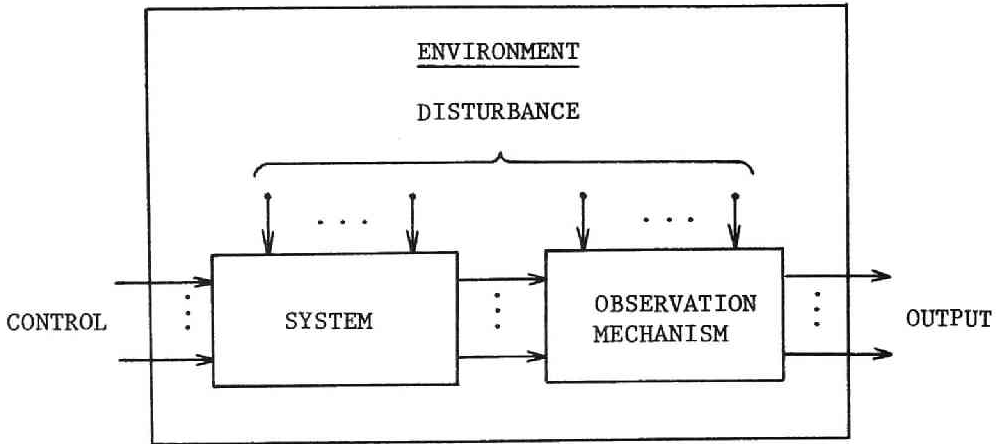 ENVIRONMENT
DISTURBANCE
CONTROL
SYSTEM
OBSERVATION
MECHANISM
OUTPUT